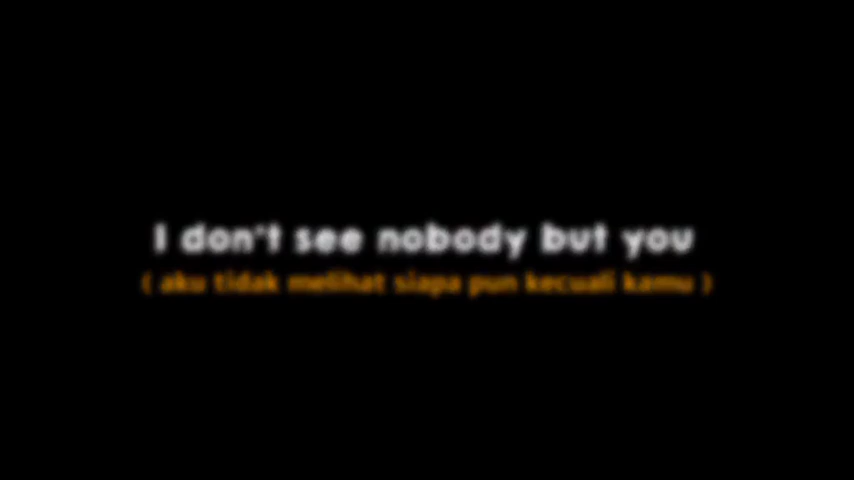 I don't see nobody but you
( aku tidak melihat siapa pun kecuali kamu )